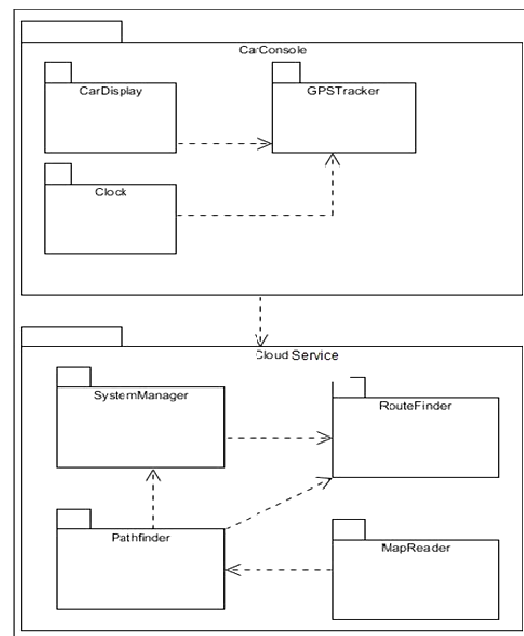 CarConsole
CarDisplay
GPSTracker
Clock
Cloud Service
SystemManager
RouteFinder
Pathfinder
MapReader